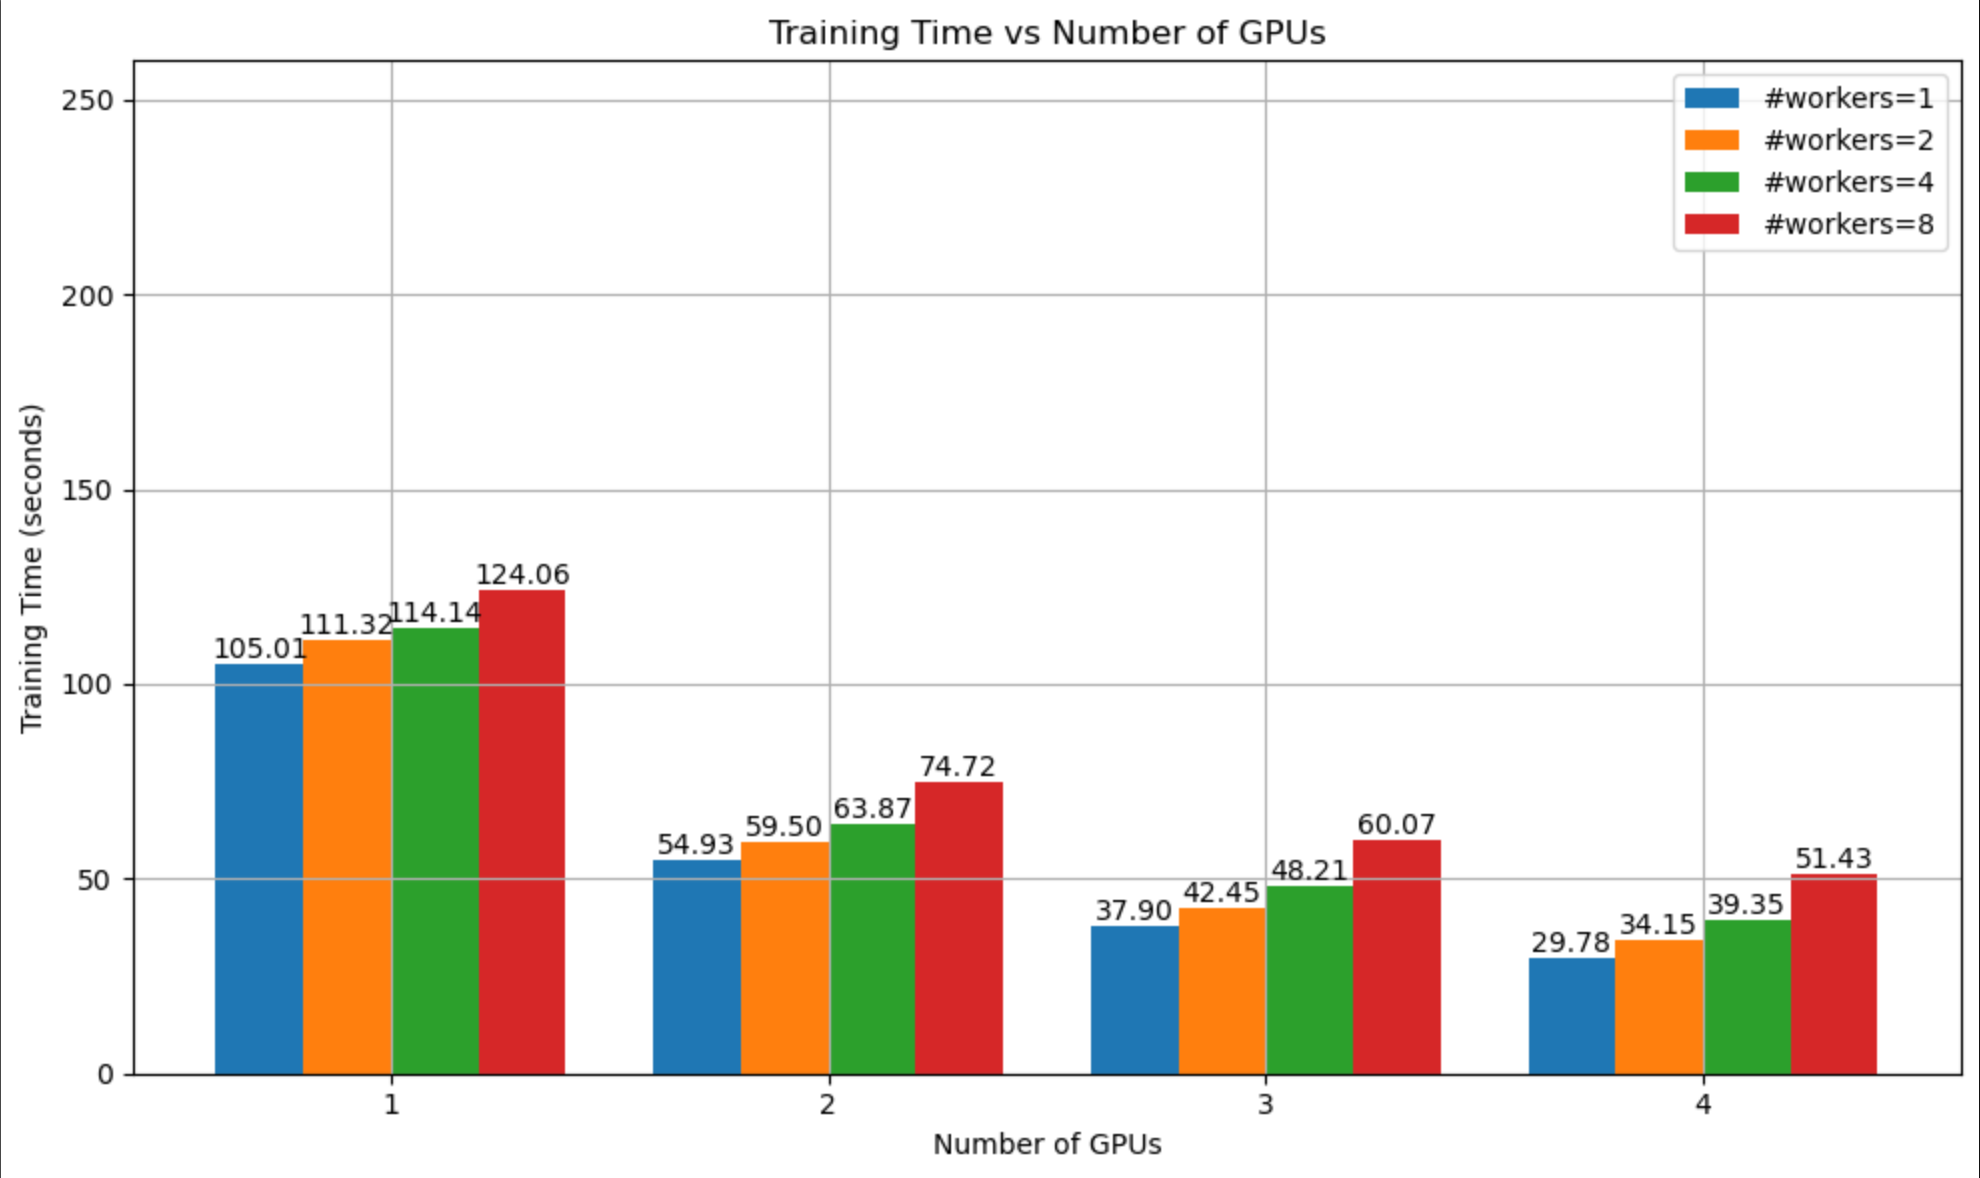 Training Time vs Number of GPUs
250
200
150
100
50
0
Training Time (seconds)
#workers=1
#workers=2
#workers=4
#workers=8
105.01
111.32
114.14
124.06
54.93
59.50
63.87
74.72
37.90
42.45
48.21
60.07
29.78
34.15
39.35
51.43
1 2 3 4
Number of GPUs